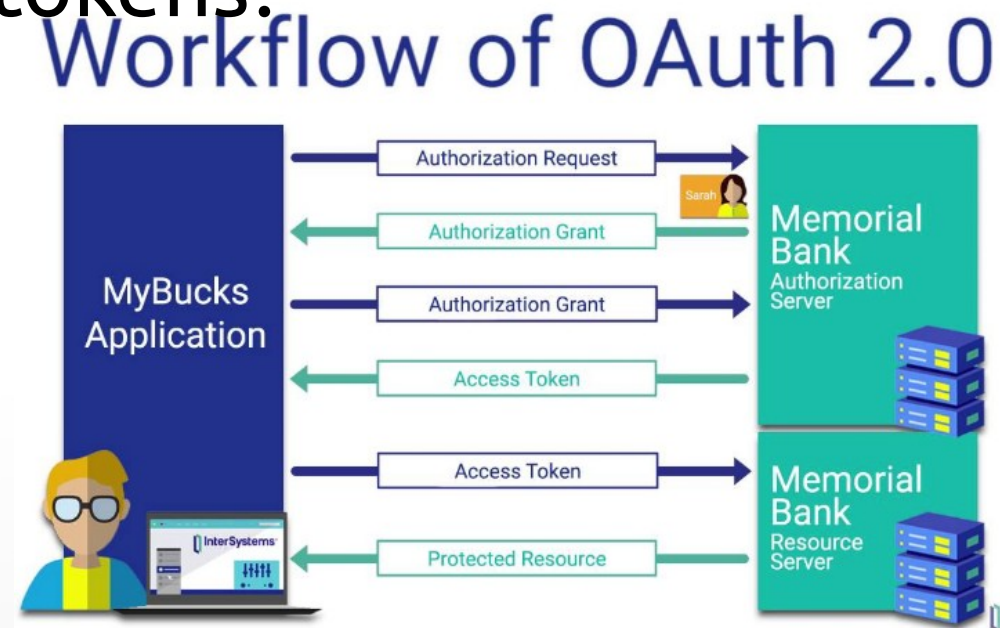 tokens.
Workflow of OAuth 2.0
MyBucks
Application
Authorization Request
Sarah
Authorization Grant
Authorization Grant
Access Token
Access Token
Protected Resource
Memorial
Bank
Authorization
Server
Memorial
Bank
Resource
Server
InterSystems